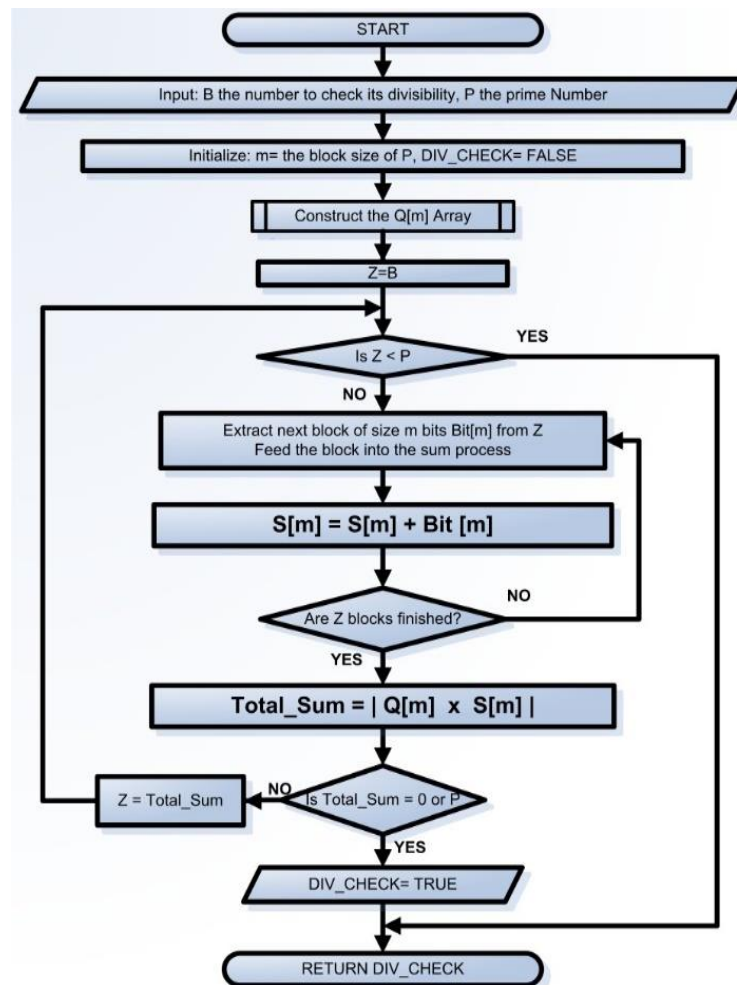 START
Input: B the number to check its divisibility, P the prime Number
Initialize: m= the block size of P, DIV_CHECK= FALSE
Construct the Q[m] Array
Z=B
Is Z < P
YES
NO
Extract next block of size m bits Bit[m] from Z
Feed the block into the sum process
S[m] = S[m] + Bit [m]
Are Z blocks finished?
NO
YES
Total_Sum = | Q[m] x S[m] |
Is Total_Sum = 0 or P
NO
Z = Total_Sum
YES
DIV_CHECK= TRUE
RETURN DIV_CHECK